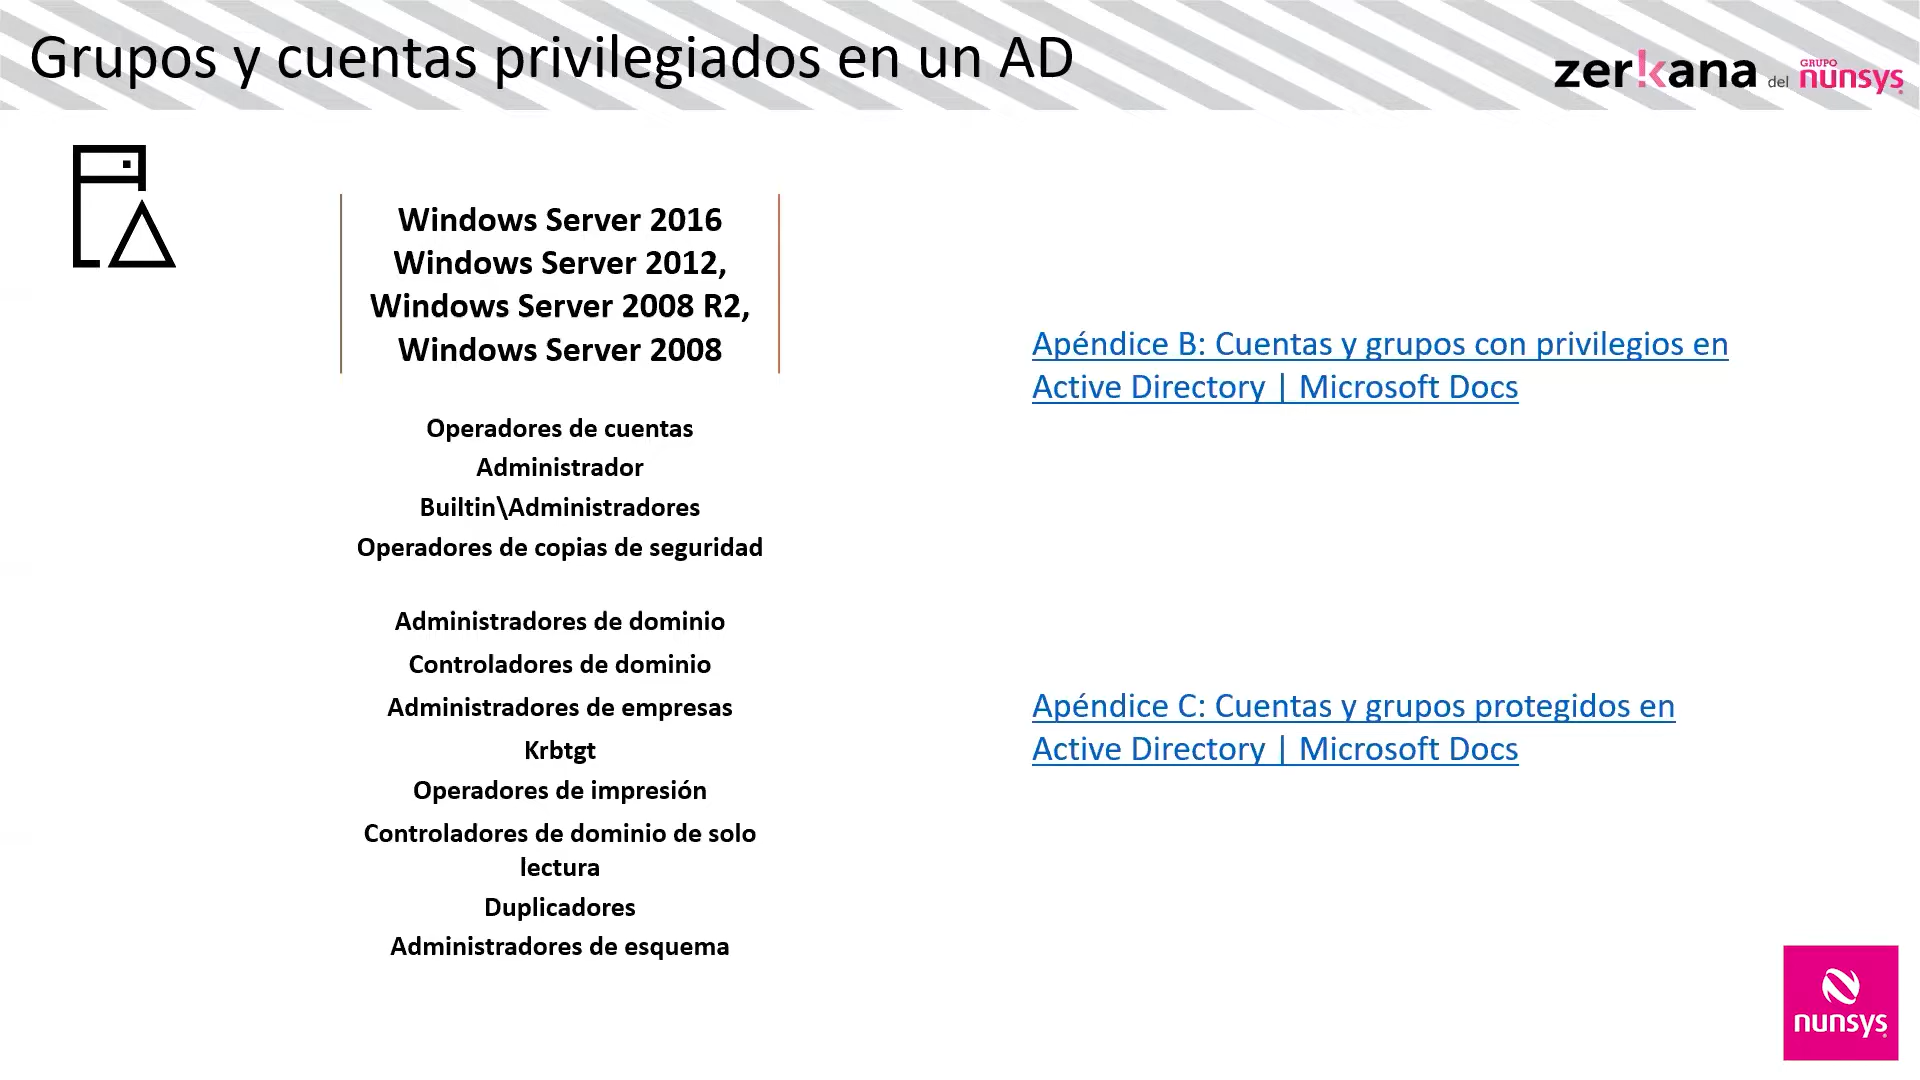 Grupos y cuentas privilegiados en un AD
zer!kana del GRUPO nunsys
Windows Server 2016
Windows Server 2012,
Windows Server 2008 R2,
Windows Server 2008
Operadores de cuentas
Administrador
Builtin\Administradores
Operadores de copias de seguridad
Administradores de dominio
Controladores de dominio
Administradores de empresas
Krbtgt
Operadores de impresión
Controladores de dominio de solo
lectura
Duplicadores
Administradores de esquema
Apéndice B: Cuentas y grupos con privilegios en
Active Directory | Microsoft Docs
Apéndice C: Cuentas y grupos protegidos en
Active Directory | Microsoft Docs
nunsys